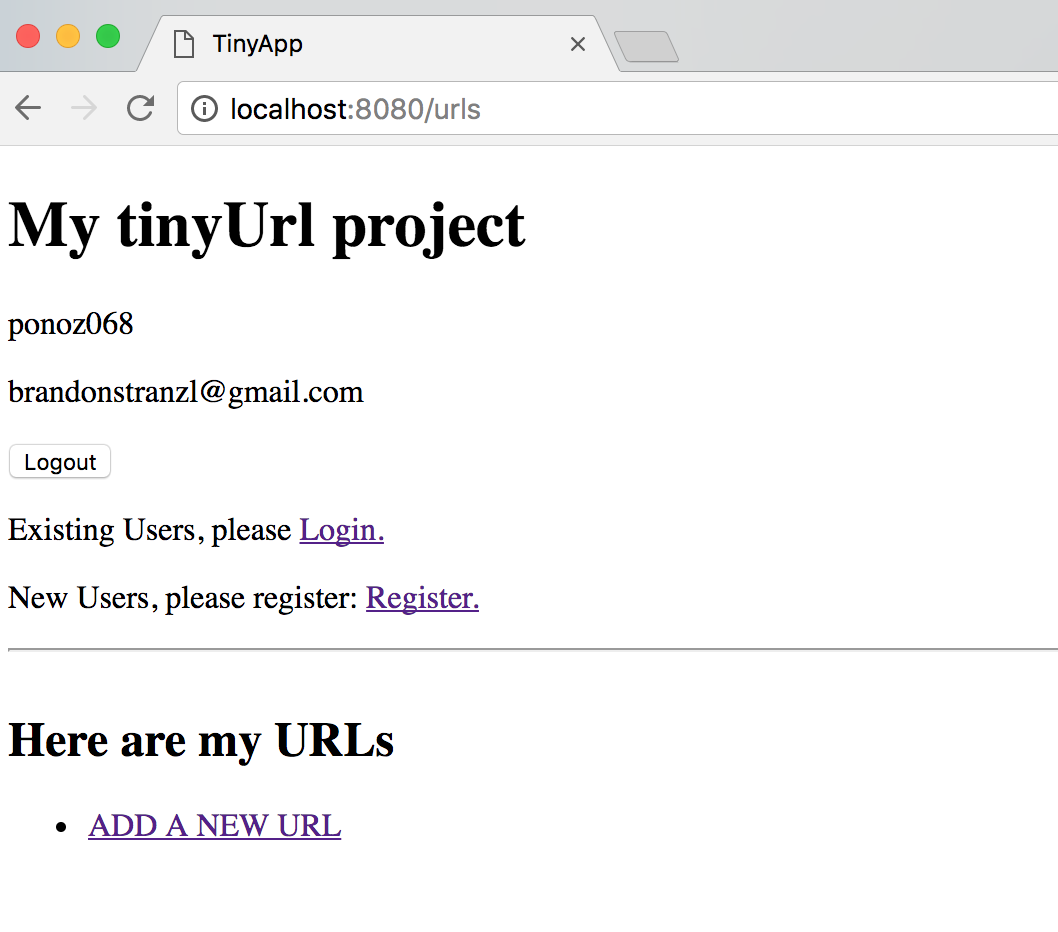 TinyApp
localhost:8080/urls
My tinyUrl project
ponoz068
brandonstranzl@gmail.com
Logout
Existing Users, please Login.
New Users, please register: Register.
Here are my URLs
ADD A NEW URL